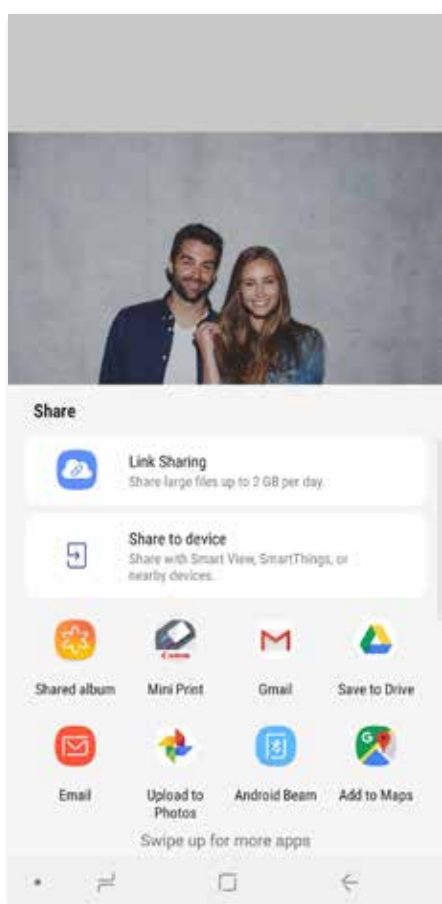 Share
Link Sharing
Share large files up to 2 GB per day.
Share to device
Share with Smart View, SmartThings, or
nearby devices.
Canon
Shared album
Mini Print
Gmail
Save to Drive
G
Email
Upload to
Photos
Android Beam
Add to Maps
Swipe up for more apps